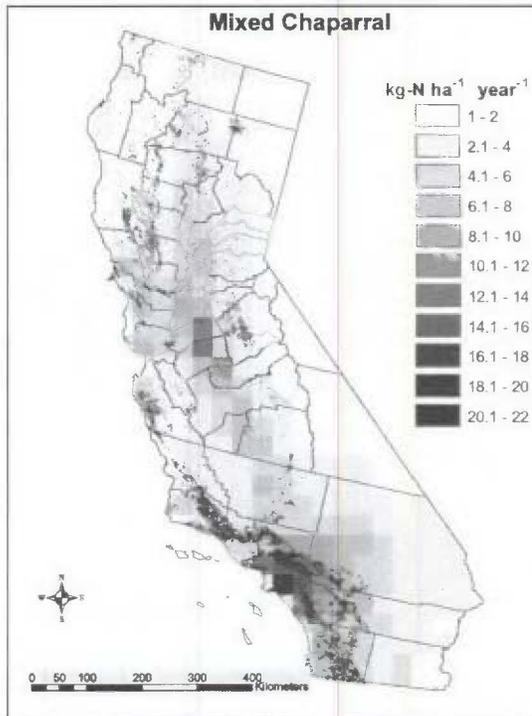 Mixed Chaparral
kg-N ha⁻¹ year⁻¹
1 - 2
2.1 - 4
4.1 - 6
6.1 - 8
8.1 - 10
10.1 - 12
12.1 - 14
14.1 - 16
16.1 - 18
18.1 - 20
20.1 - 22
N
W S
S
0 50 100 200 300 400
Kilometers